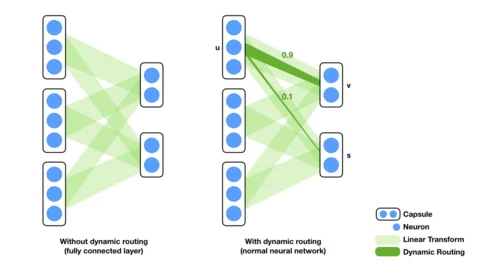 u
0.9
v
0.1
s
Capsule
Neuron
Linear Transform
Dynamic Routing
Without dynamic routing
(fully connected layer)
With dynamic routing
(normal neural network)